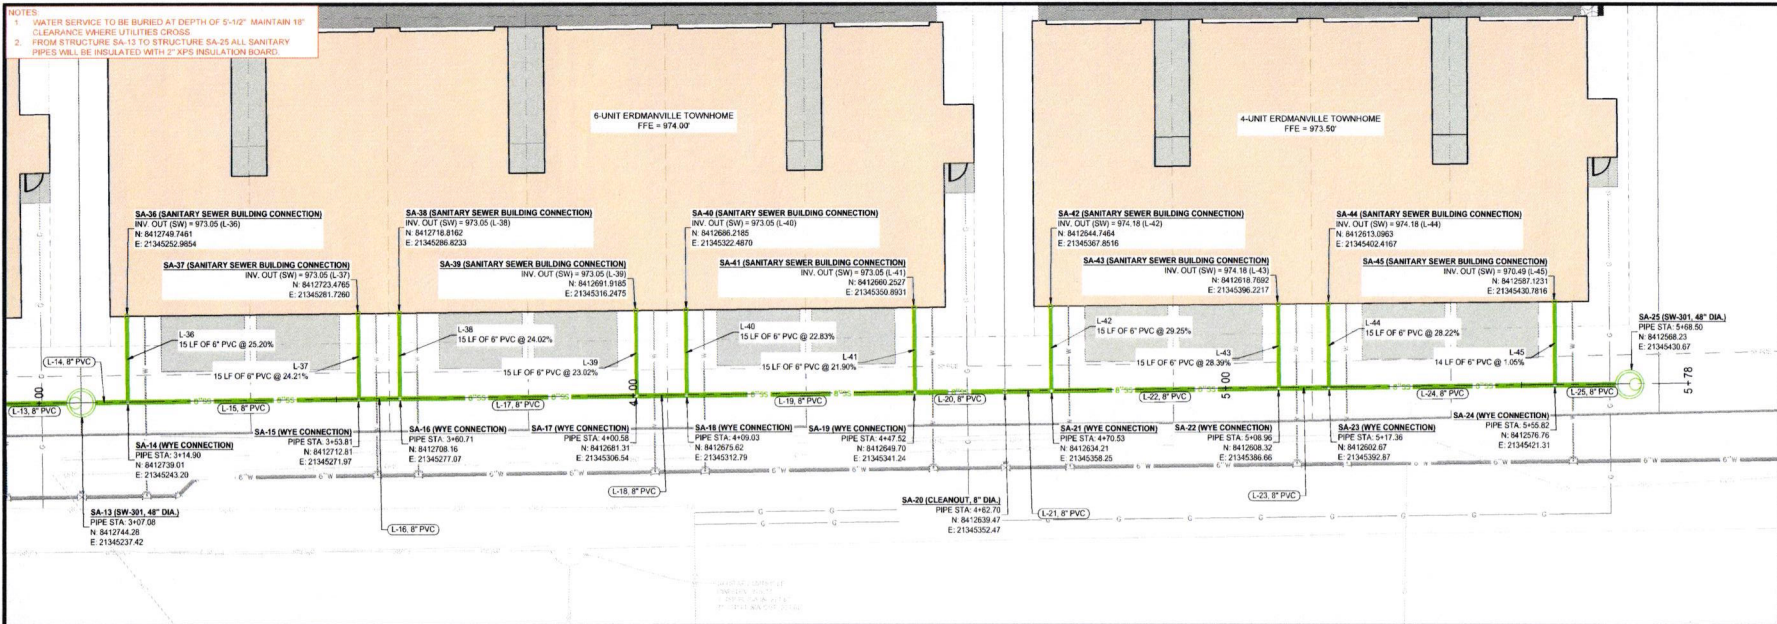 NOTES
1. WATER SERVICE TO BE BURIED AT DEPTH OF 5'-1/2" MAINTAIN 18"
CLEARANCE WHERE UTILITIES CROSS
2. FROM STRUCTURE SA-13 TO STRUCTURE SA-25 ALL SANITARY
PIPES WILL BE INSULATED WITH 2" XPS INSULATION BOARD.
6-UNIT ERDMANVILLE TOWNHOME
FFE = 974.00'
4-UNIT ERDMANVILLE TOWNHOME
FFE = 973.50'
SA-36 (SANITARY SEWER BUILDING CONNECTION)
INV. OUT (SW) = 973.05 (L-36)
N: 8412749.7461
E: 21345252.9854
SA-37 (SANITARY SEWER BUILDING CONNECTION)
INV. OUT (SW) = 973.05 (L-37)
N: 8412723.4765
E: 21345281.7260
SA-38 (SANITARY SEWER BUILDING CONNECTION)
INV. OUT (SW) = 973.05 (L-38)
N: 8412718.8162
E: 21345286.8233
SA-39 (SANITARY SEWER BUILDING CONNECTION)
INV. OUT (SW) = 973.05 (L-39)
N: 8412691.9185
E: 21345316.2475
SA-40 (SANITARY SEWER BUILDING CONNECTION)
INV. OUT (SW) = 973.05 (L-40)
N: 8412686.2185
E: 21345322.4870
SA-41 (SANITARY SEWER BUILDING CONNECTION)
INV. OUT (SW) = 973.05 (L-41)
N: 8412660.2527
E: 21345350.8931
SA-42 (SANITARY SEWER BUILDING CONNECTION)
INV. OUT (SW) = 974.18 (L-42)
N: 8412644.7464
E: 21345367.8516
SA-43 (SANITARY SEWER BUILDING CONNECTION)
INV. OUT (SW) = 974.18 (L-43)
N: 8412618.7692
E: 21345396.2217
SA-44 (SANITARY SEWER BUILDING CONNECTION)
INV. OUT (SW) = 974.18 (L-44)
N: 8412613.0963
E: 21345402.4167
SA-45 (SANITARY SEWER BUILDING CONNECTION)
INV. OUT (SW) = 970.49 (L-45)
N: 8412587.1231
E: 21345430.7816
SA-25 (SW-301, 48" DIA.)
PIPE STA: 5+68.50
N: 8412568.23
E: 21345430.67
L-36
15 LF OF 6" PVC @ 25.20%
L-37
15 LF OF 6" PVC @ 24.21%
L-38
15 LF OF 6" PVC @ 24.02%
L-39
15 LF OF 6" PVC @ 23.02%
L-40
15 LF OF 6" PVC @ 22.83%
L-41
15 LF OF 6" PVC @ 21.90%
L-42
15 LF OF 6" PVC @ 29.25%
L-43
15 LF OF 6" PVC @ 28.39%
L-44
15 LF OF 6" PVC @ 28.22%
L-45
14 LF OF 6" PVC @ 1.05%
L-14, 8" PVC
4+00
5+00
5+78
L-13, 8" PVC
L-15, 8" PVC
L-17, 8" PVC
L-19, 8" PVC
L-20, 8" PVC
L-22, 8" PVC
L-24, 8" PVC
L-25, 8" PVC
SA-14 (WYE CONNECTION)
PIPE STA: 3+14.90
N: 8412739.01
E: 21345243.20
SA-15 (WYE CONNECTION)
PIPE STA: 3+53.81
N: 8412712.81
E: 21345271.97
SA-16 (WYE CONNECTION)
PIPE STA: 3+60.71
N: 8412708.16
E: 21345277.07
SA-17 (WYE CONNECTION)
PIPE STA: 4+00.58
N: 8412681.31
E: 21345306.54
SA-18 (WYE CONNECTION)
PIPE STA: 4+09.03
N: 8412675.62
E: 21345312.79
SA-19 (WYE CONNECTION)
PIPE STA: 4+47.52
N: 8412649.70
E: 21345341.24
SA-21 (WYE CONNECTION)
PIPE STA: 4+70.53
N: 8412634.21
E: 21345358.25
SA-22 (WYE CONNECTION)
PIPE STA: 5+08.96
N: 8412608.32
E: 21345386.66
SA-23 (WYE CONNECTION)
PIPE STA: 5+17.36
N: 8412602.67
E: 21345392.87
SA-24 (WYE CONNECTION)
PIPE STA: 5+55.82
N: 8412576.76
E: 21345421.31
SA-13 (SW-301, 48" DIA.)
PIPE STA: 3+07.08
N: 8412744.28
E: 21345237.42
L-16, 8" PVC
L-18, 8" PVC
SA-20 (CLEANOUT, 8" DIA.)
PIPE STA: 4+62.70
N: 8412639.47
E: 21345352.47
L-21, 8" PVC
L-23, 8" PVC